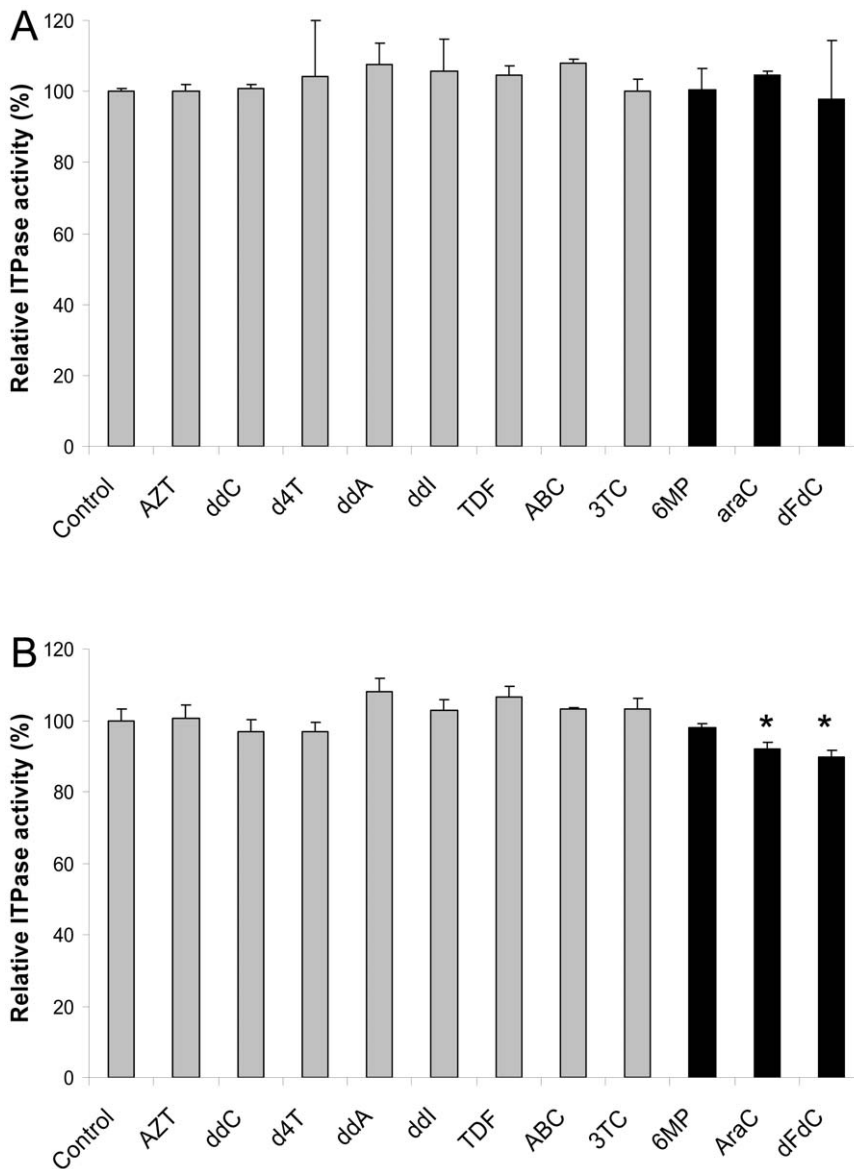 A
Relative ITPase activity (%)
120
100
80
60
40
20
0
Control AZT ddC d4T ddA ddI TDF ABC 3TC 6MP araC dFdC
B
Relative ITPase activity (%)
120
100
80
60
40
20
0
* *
Control AZT ddC d4T ddA ddI TDF ABC 3TC 6MP AraC dFdC